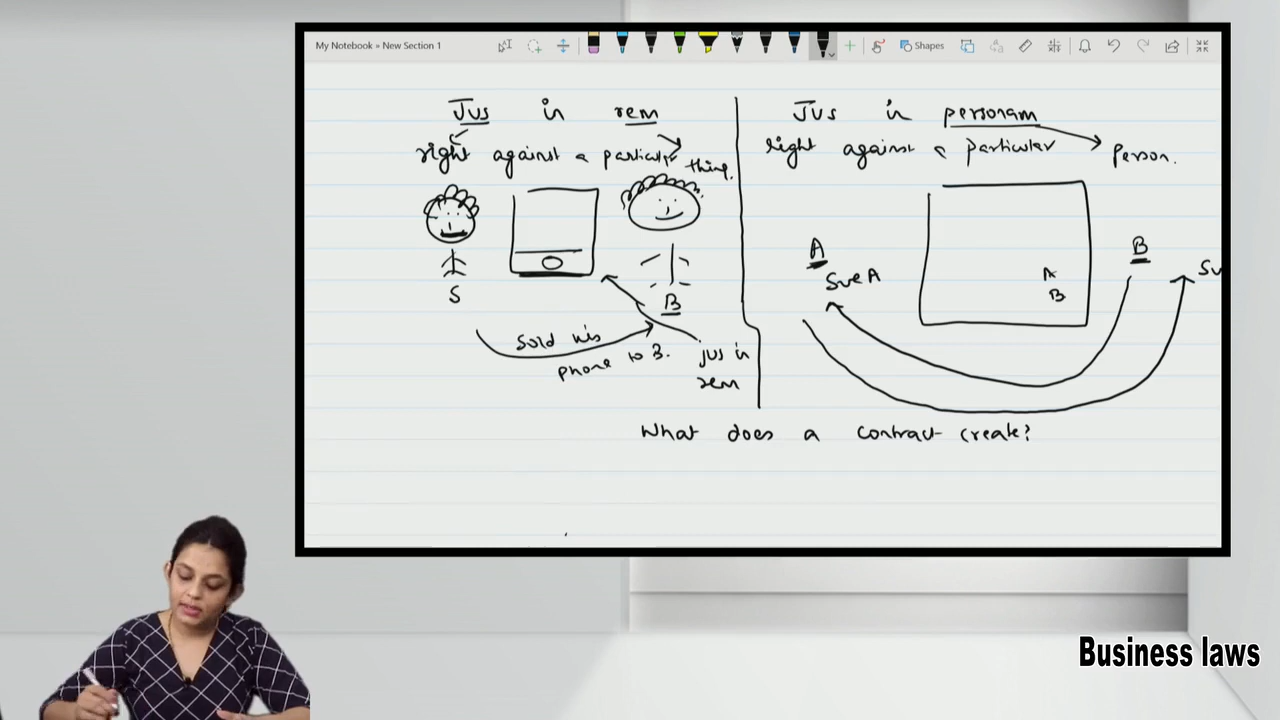 My Notebook » New Section 1
Shapes
Jus in rem
right against a particular thing.
S
B
sold his
phone to B.
jus in
rem
Jus in personam
right against a particular person.
A
Sue A
A
B
B
Su
What does a contract create?
Business laws